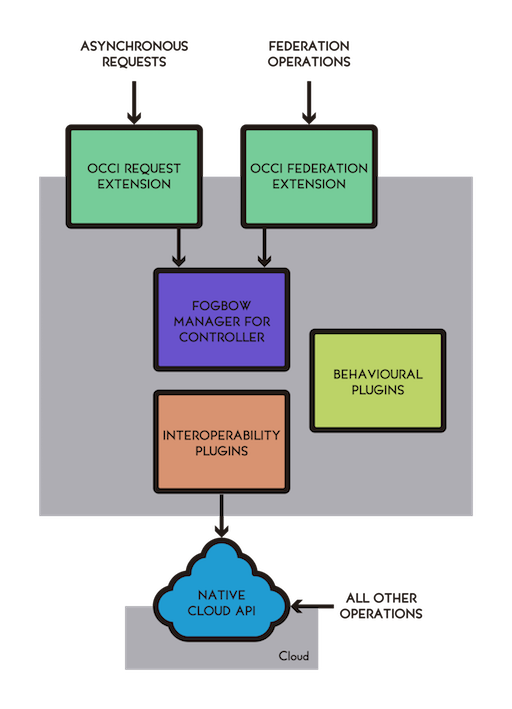 ASYNCHRONOUS
REQUESTS
FEDERATION
OPERATIONS
OCCI REQUEST
EXTENSION
OCCI FEDERATION
EXTENSION
FOGBOW
MANAGER FOR
CONTROLLER
BEHAVIOURAL
PLUGINS
INTEROPERABILITY
PLUGINS
NATIVE
CLOUD API
ALL OTHER
OPERATIONS
Cloud